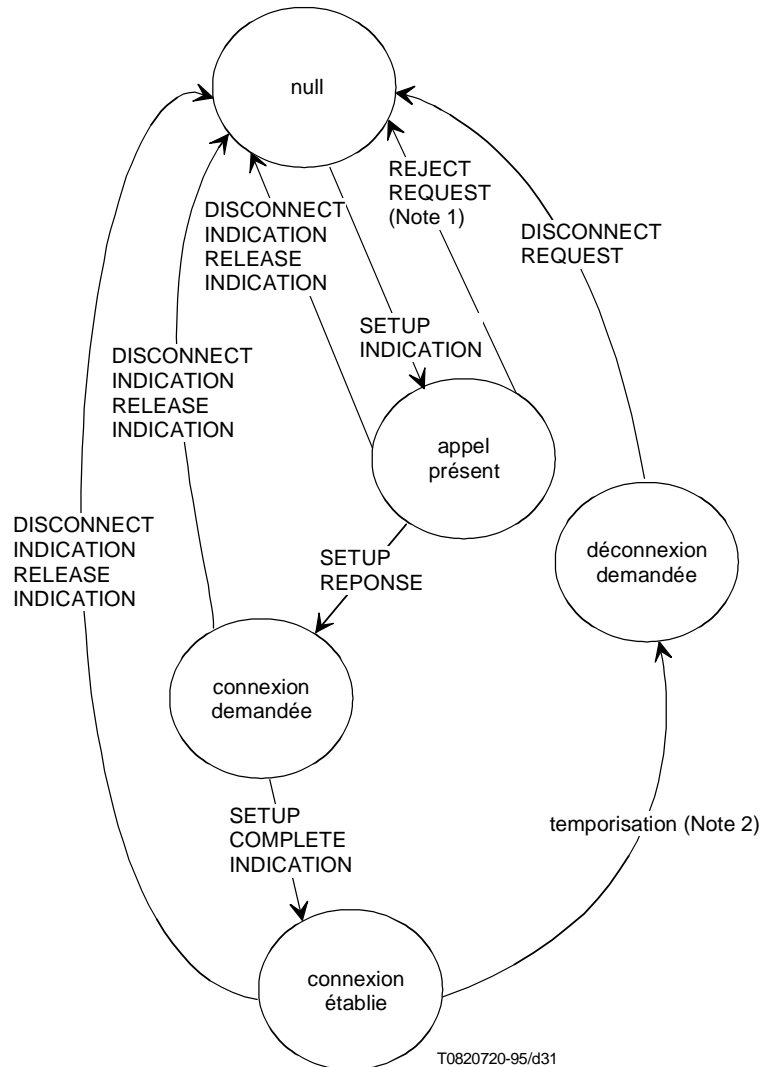 null
REJECT
REQUEST
(Note 1)
DISCONNECT
INDICATION
RELEASE
INDICATION
DISCONNECT
REQUEST
SETUP
INDICATION
DISCONNECT
INDICATION
RELEASE
INDICATION
appel
présent
DISCONNECT
INDICATION
RELEASE
INDICATION
déconnexion
demandée
SETUP
REPONSE
connexion
demandée
SETUP
COMPLETE
INDICATION
temporisation (Note 2)
connexion
établie
T0820720-95/d31